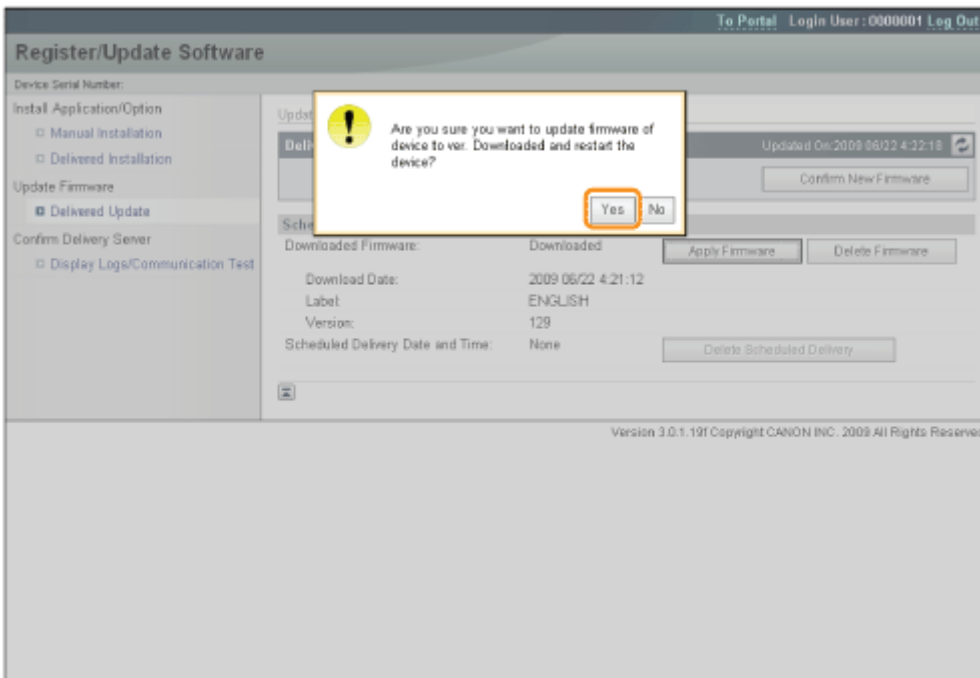 To Portal Login User : 0000001 Log Out
Register/Update Software
Device Serial Number:
Install Application/Option
Manual Installation
Delivered Installation
Update Firmware
Delivered Update
Confirm Delivery Server
Display Logs/Communication Test
Updated On:2009 06/22 4:22:18
Confirm New Firmware
Are you sure you want to update firmware of
device to ver. Downloaded and restart the
device?
Yes No
Downloaded Firmware: Downloaded Apply Firmware Delete Firmware
Download Date: 2009 06/22 4:21:12
Label: ENGLISH
Version: 129
Scheduled Delivery Date and Time: None Delete Scheduled Delivery
Version 3.0.1.19f Copyright CANON INC. 2009 All Rights Reserved